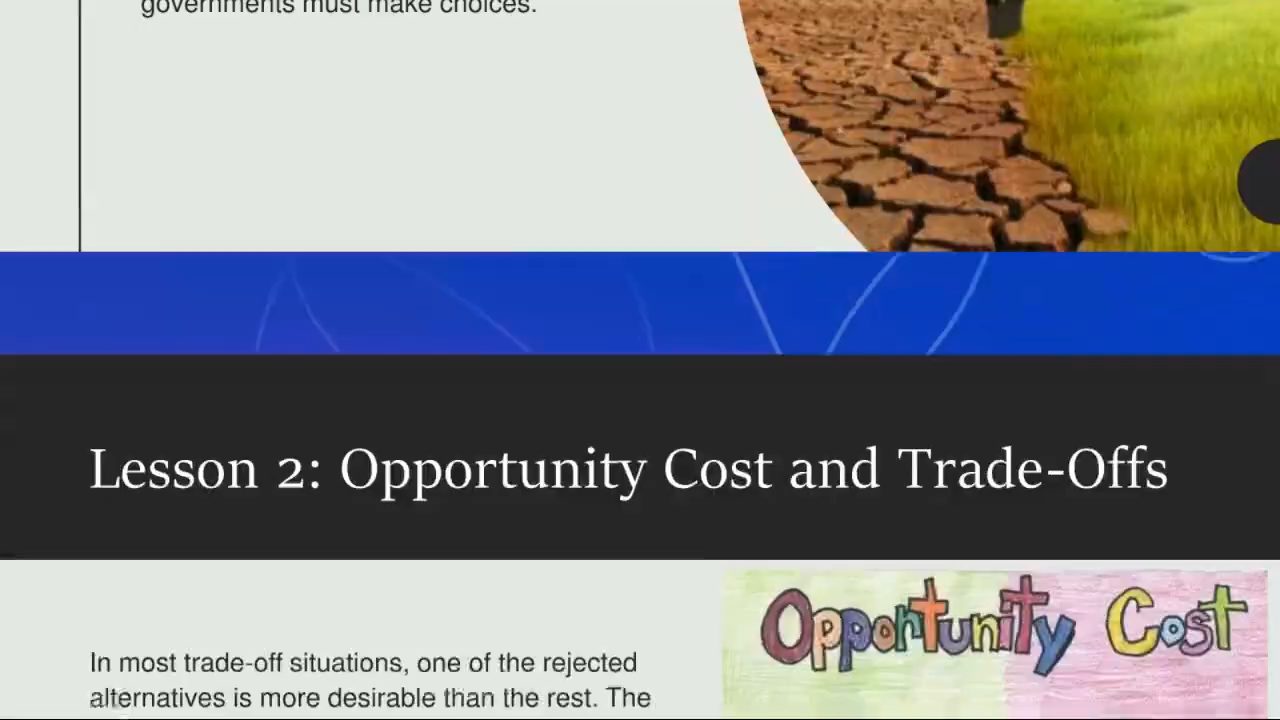 governments must make choices.
Lesson 2: Opportunity Cost and Trade-Offs
Opportunity Cost
In most trade-off situations, one of the rejected
alternatives is more desirable than the rest. The